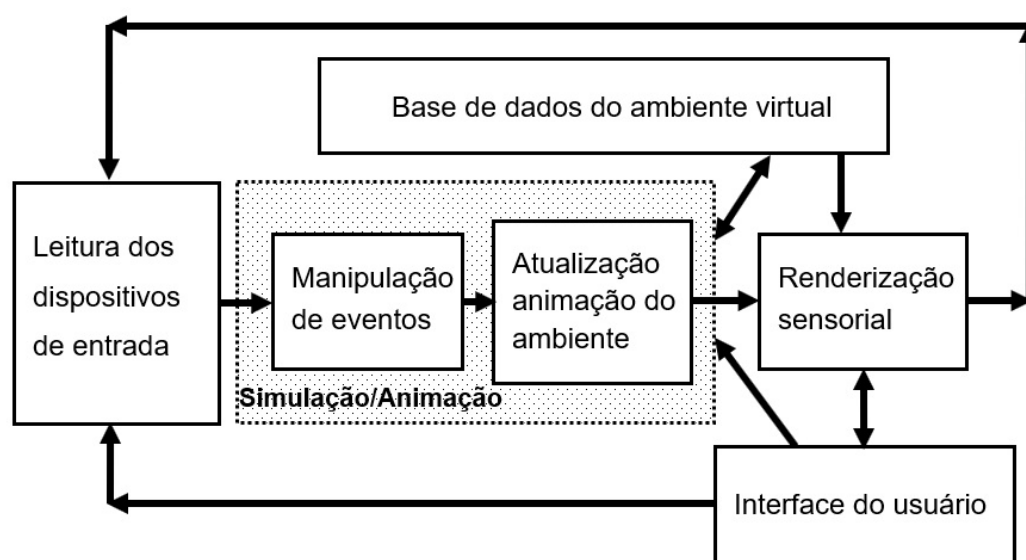 Base de dados do ambiente virtual
Leitura dos
dispositivos
de entrada
Manipulação
de eventos
Atualização
animação do
ambiente
Renderização
sensorial
Simulação/Animação
Interface do usuário